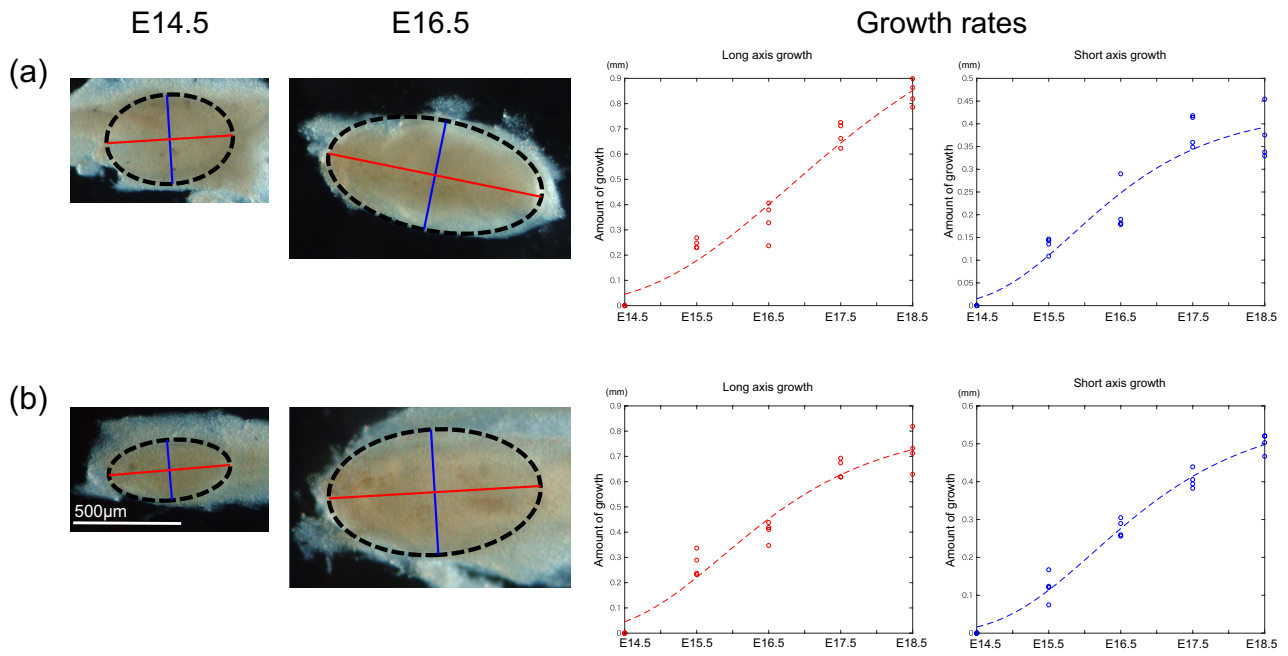 E14.5 E16.5 Growth rates
(a)
Long axis growth
(mm)
Amount of growth
0.9
0.8
0.7
0.6
0.5
0.4
0.3
0.2
0.1
0
E14.5 E15.5 E16.5 E17.5 E18.5
Short axis growth
(mm)
Amount of growth
0.5
0.45
0.4
0.35
0.3
0.25
0.2
0.15
0.1
0.05
0
E14.5 E15.5 E16.5 E17.5 E18.5
(b)
500μm
Long axis growth
(mm)
Amount of growth
0.9
0.8
0.7
0.6
0.5
0.4
0.3
0.2
0.1
0
E14.5 E15.5 E16.5 E17.5 E18.5
Short axis growth
(mm)
Amount of growth
0.6
0.5
0.4
0.3
0.2
0.1
0
E14.5 E15.5 E16.5 E17.5 E18.5